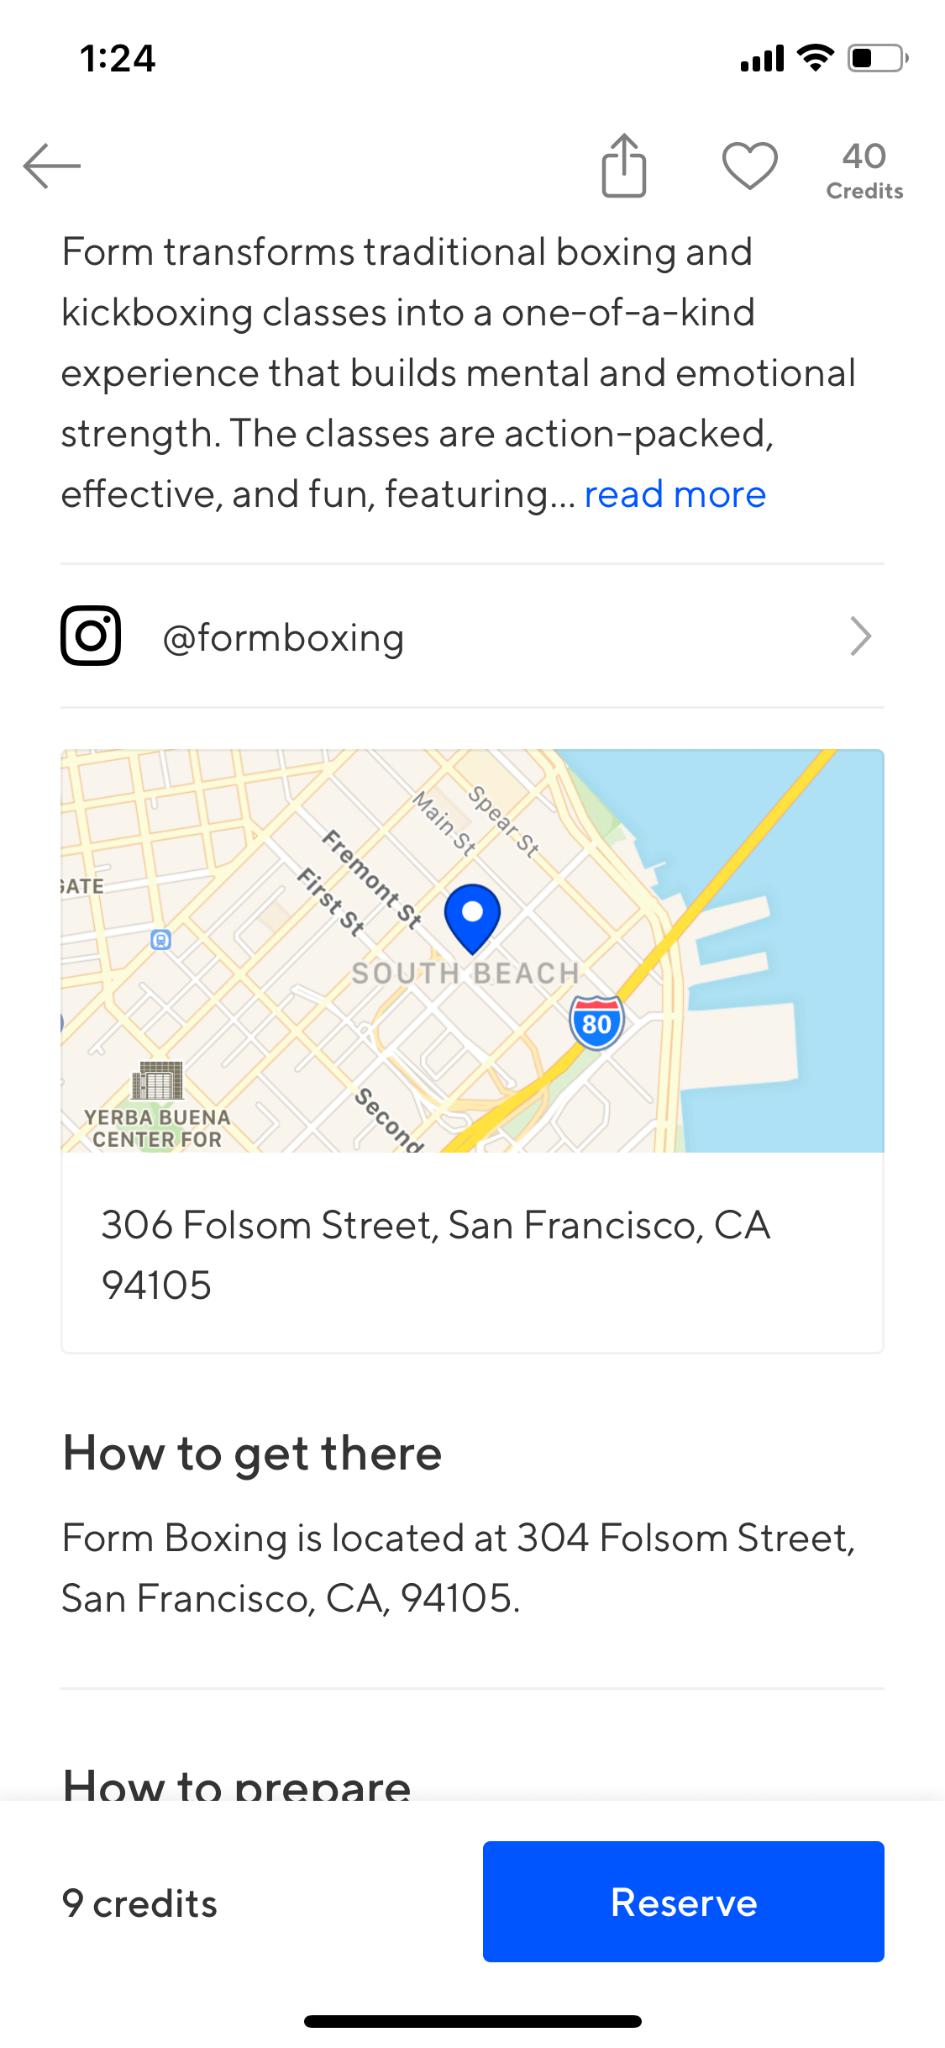 1:24
40
Credits
Form transforms traditional boxing and
kickboxing classes into a one-of-a-kind
experience that builds mental and emotional
strength. The classes are action-packed,
effective, and fun, featuring... read more
@formboxing
Spear St
Main St
Fremont St
First St
GATE
SOUTH BEACH
80
YERBA BUENA
CENTER FOR
Second
306 Folsom Street, San Francisco, CA
94105
How to get there
Form Boxing is located at 304 Folsom Street,
San Francisco, CA, 94105.
How to prepare
9 credits
Reserve